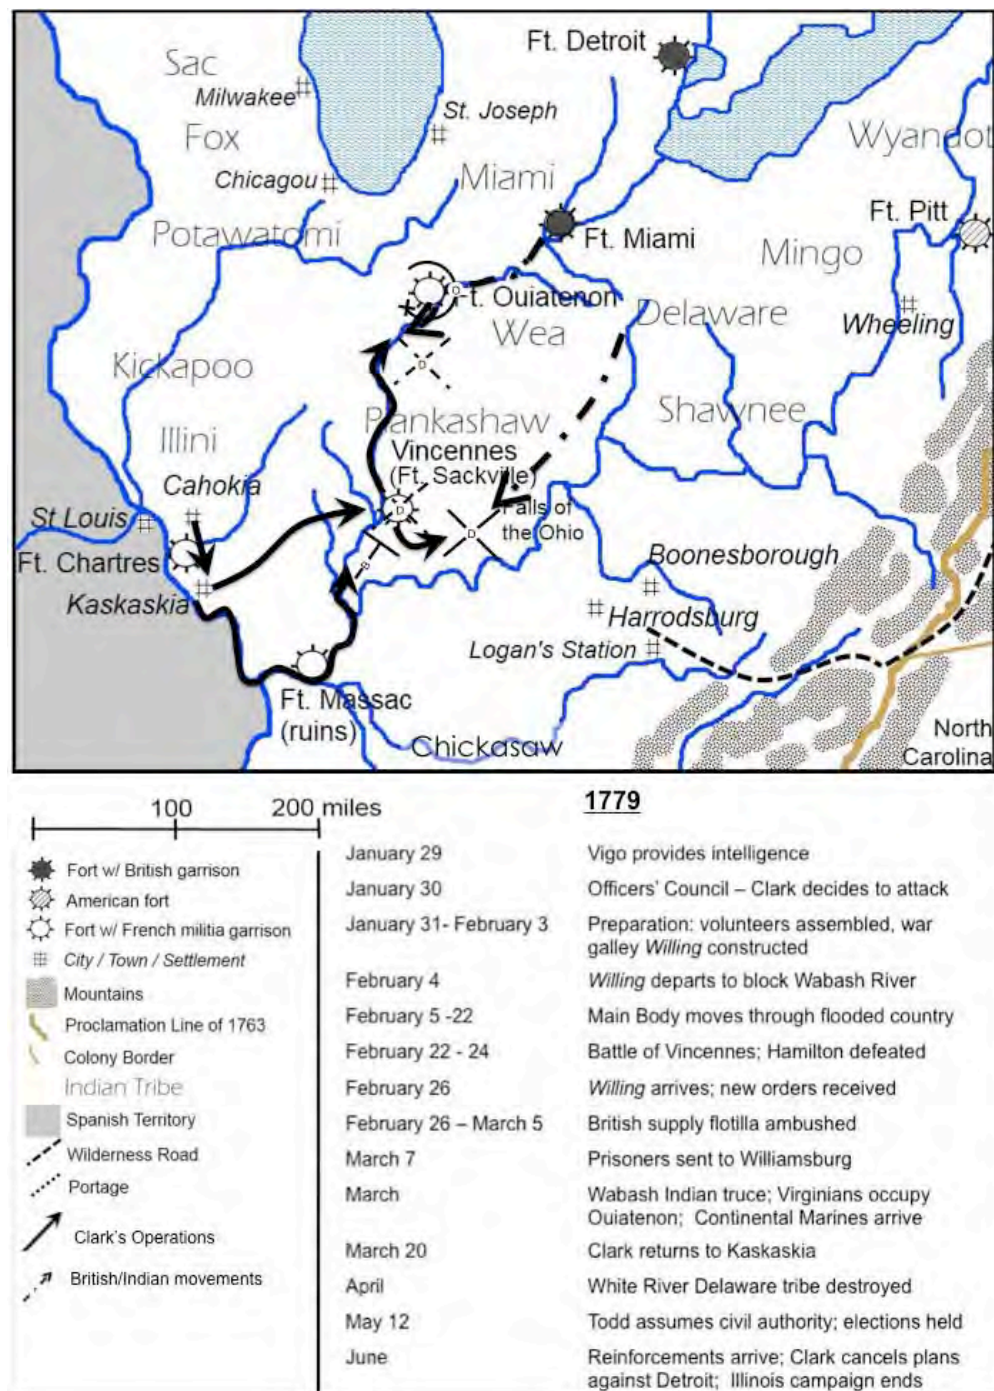 Ft. Detroit
Sac
Milwakee
St. Joseph
Fox
Wyandot
Chicagou
Miami
Ft. Pitt
Potawatomi
Ft. Miami
Mingo
Ft. Ouiatenon
Delaware
Wea
Wheeling
Kickapoo
Piankashaw
Shawnee
Illini
Vincennes
(Ft. Sackville)
Cahokia
D
D
D
D
D
St Louis
Falls of
the Ohio
Ft. Chartres
Boonesborough
Kaskaskia
Harrodsburg
Logan's Station
Ft. Massac
(ruins)
Chickasaw
North
Carolina
100
200 miles
Fort w/ British garrison
American fort
Fort w/ French militia garrison
City / Town / Settlement
Mountains
Proclamation Line of 1763
Colony Border
Indian Tribe
Spanish Territory
Wilderness Road
Portage
Clark's Operations
British/Indian movements
1779
January 29 Vigo provides intelligence
January 30 Officers' Council – Clark decides to attack
January 31- February 3 Preparation: volunteers assembled, war
galley Willing constructed
February 4 Willing departs to block Wabash River
February 5 -22 Main Body moves through flooded country
February 22 - 24 Battle of Vincennes; Hamilton defeated
February 26 Willing arrives; new orders received
February 26 – March 5 British supply flotilla ambushed
March 7 Prisoners sent to Williamsburg
March Wabash Indian truce; Virginians occupy
Ouiatenon; Continental Marines arrive
March 20 Clark returns to Kaskaskia
April White River Delaware tribe destroyed
May 12 Todd assumes civil authority; elections held
June Reinforcements arrive; Clark cancels plans
against Detroit; Illinois campaign ends